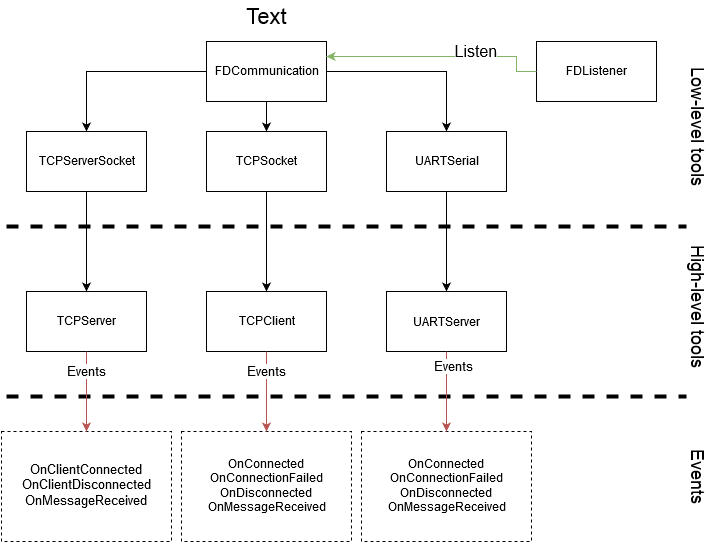 Text
Listen
FDCommunication
FDListener
Low-level tools
TCPServerSocket
TCPSocket
UARTSerial
High-level tools
TCPServer
TCPClient
UARTServer
Events
Events
Events
Events
OnClientConnected
OnClientDisconnected
OnMessageReceived
OnConnected
OnConnectionFailed
OnDisconnected
OnMessageReceived
OnConnected
OnConnectionFailed
OnDisconnected
OnMessageReceived